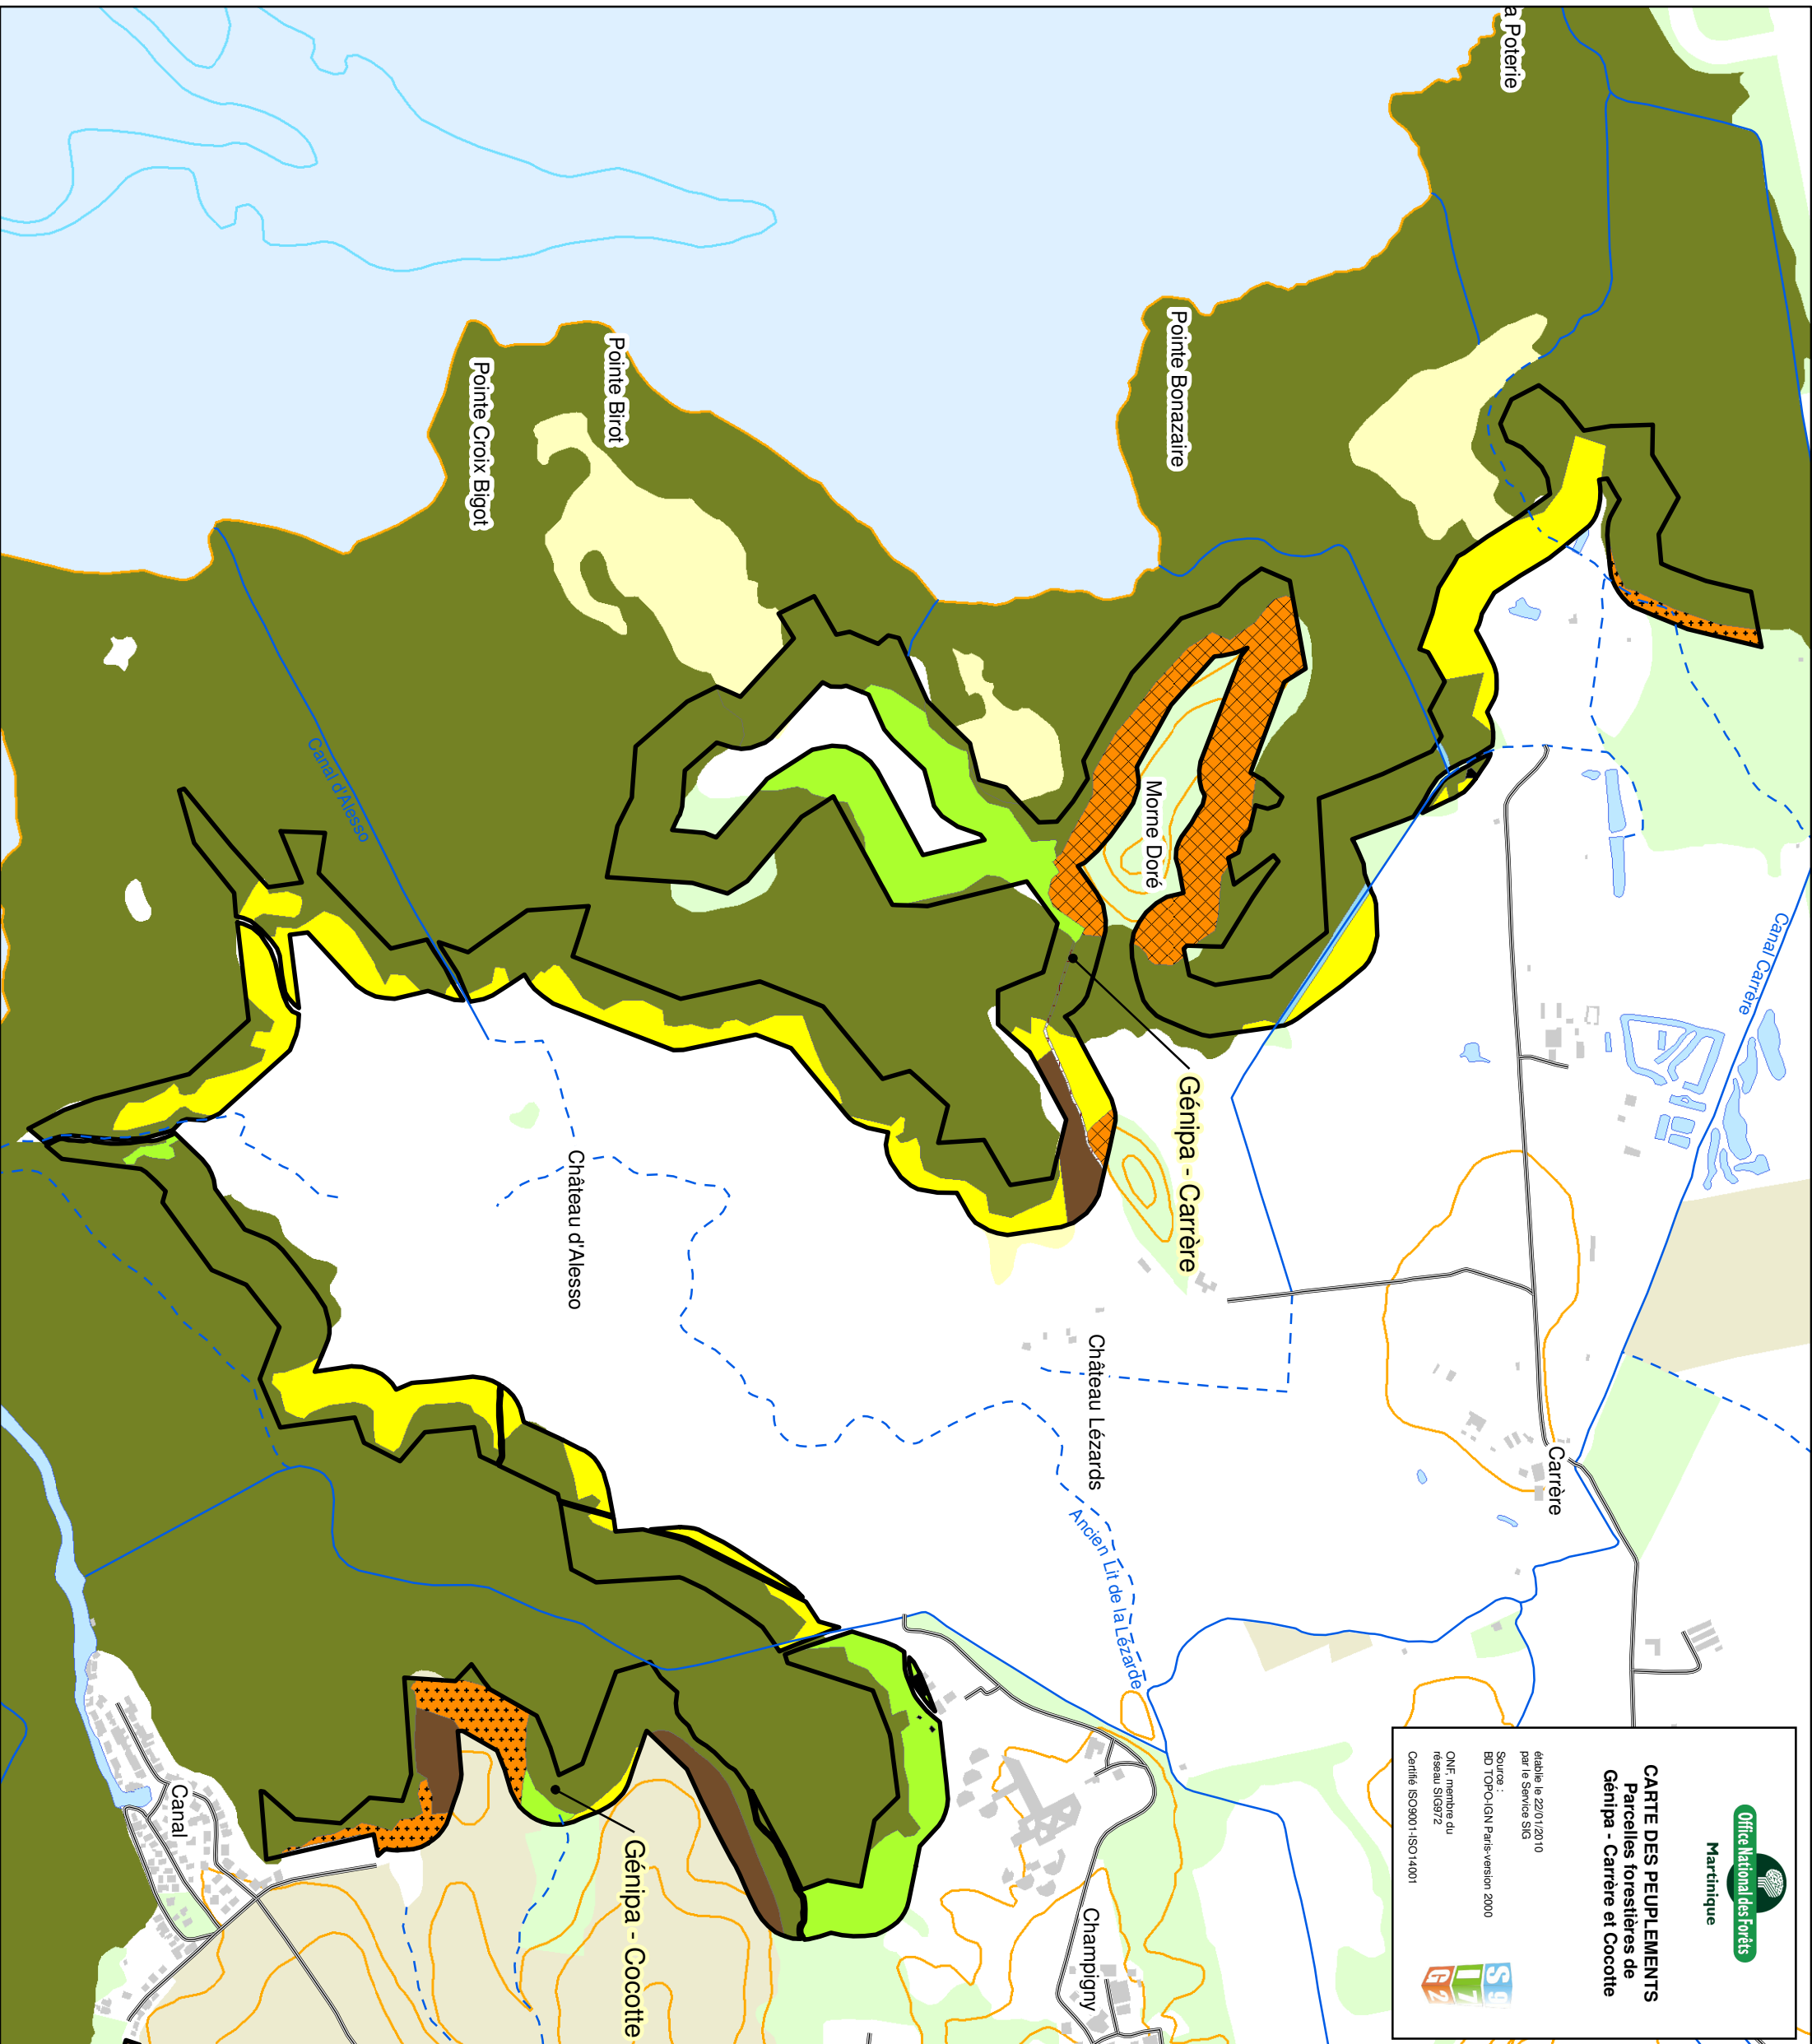 Office National des Forêts
Martinique
CARTE DES PEUPLEMENTS
Parcelles forestières de
Génipa - Carrère et Cocotte
établie le 22/01/2010
par le Service SIG
Source :
BD TOPO-IGN Paris-version 2000
ONF, membre du
réseau SIG972
Certifié ISO9001-ISO14001
a Poterie
Canal Carrère
Carrère
Pointe Bonazaire
Morne Doré
Génipa - Carrère
Château Lézards
Ancien Lit de la Lézarde
Champigny
Pointe Birot
Pointe Croix Bigot
Château d'Alesso
Canal d'Alesso
Génipa - Cocotte
Canal